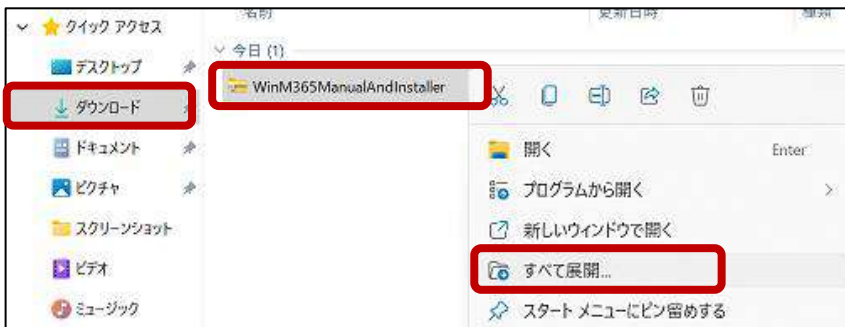 名前 更新日時 種類
クイック アクセス
今日 (1)
デスクトップ
WinM365ManualAndInstaller
ダウンロード
ドキュメント
ピクチャ
スクリーンショット
ビデオ
ミュージック
開く Enter
プログラムから開く
新しいウィンドウで開く
すべて展開...
スタート メニューにピン留めする